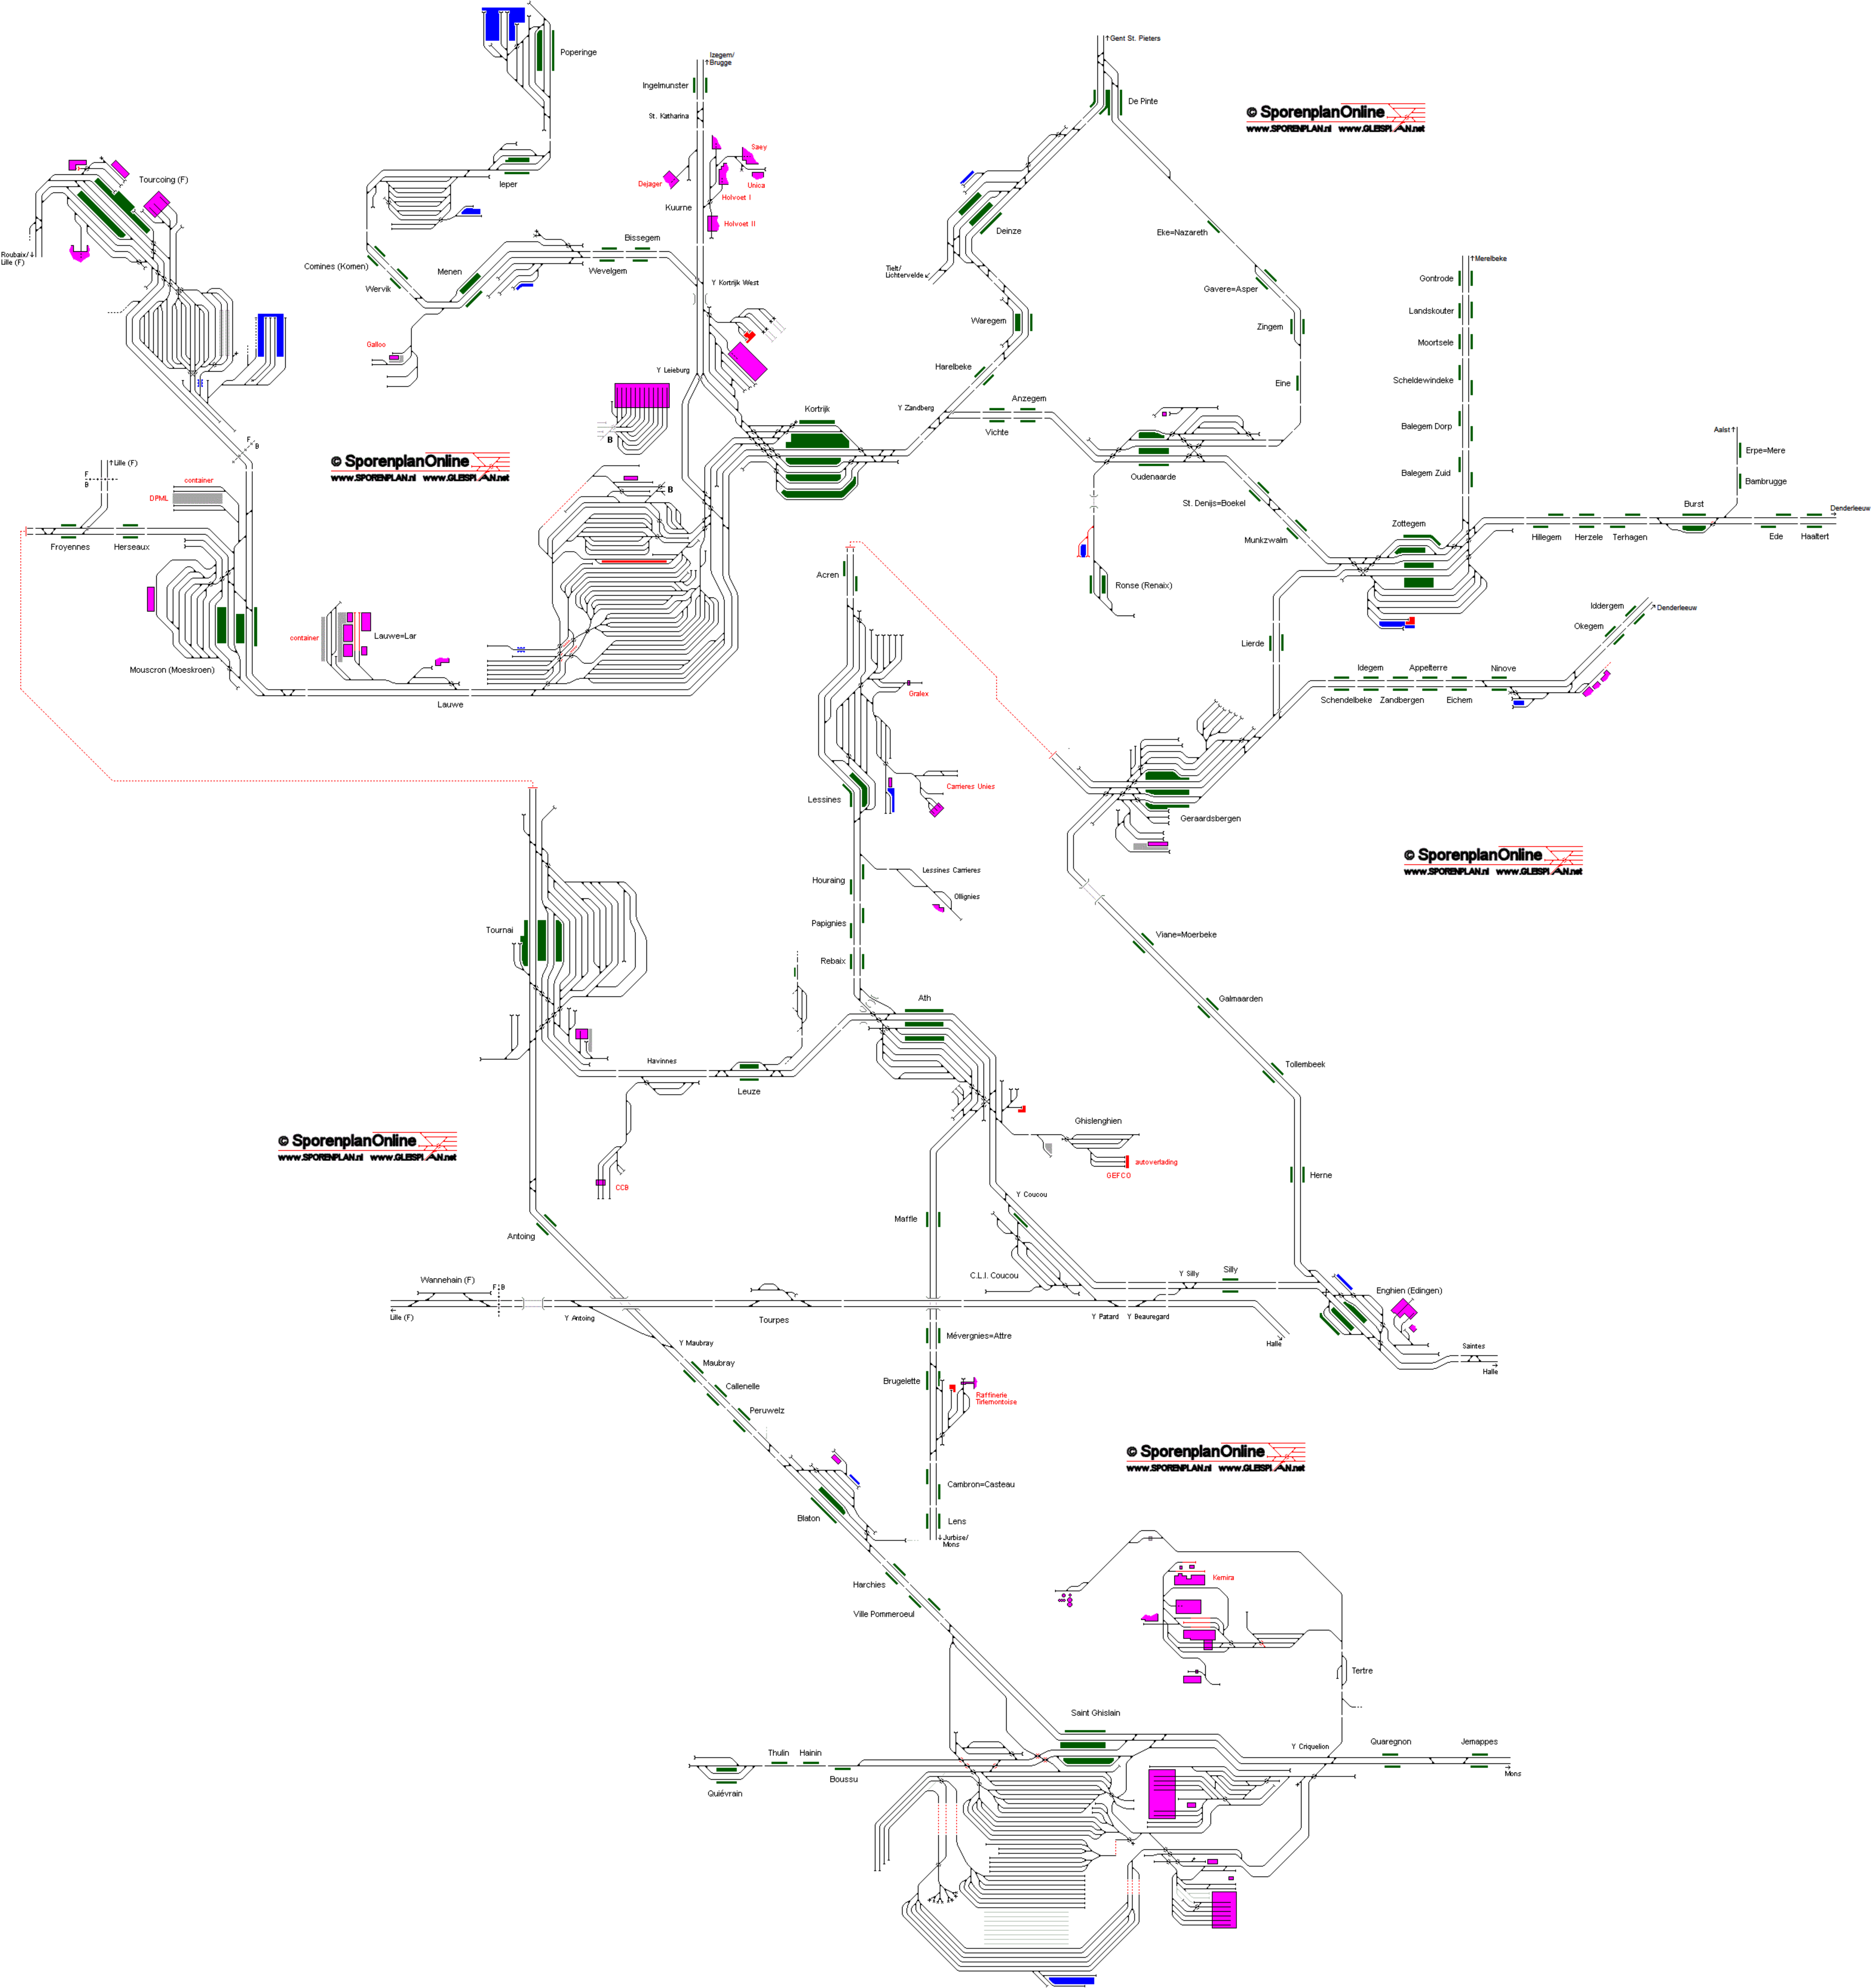 Poperinge
Izegem/
↑Brugge
Ingelmunster
St. Katharina
↑Gent St. Pieters
De Pinte
© SporenplanOnline
www.SPORENPLAN.nl www.GLEISPLAN.net
Tourcoing (F)
Ieper
Saey
Dejager
Unica
Holvoet I
Kuurne
Holvoet II
Roubaix/↓
Lille (F)
Bissegem
Deinze
Eke=Nazareth
Comines (Komen)
Menen
Wevelgem
Wervik
Y Kortrijk West
Tielt/
Lichtervelde↙
↑Merelbeke
Gontrode
Gavere=Asper
Landskouter
Waregem
Zingem
Moortsele
Galloo
Y Leieburg
Harelbeke
Eine
Scheldewindeke
Anzegem
Kortrijk
Y Zandberg
Vichte
Balegem Dorp
Aalst↑
B
F
B
Erpe=Mere
© SporenplanOnline
www.SPORENPLAN.nl www.GLEISPLAN.net
↑Lille (F)
F
B
container
DPML
B
Oudenaarde
Balegem Zuid
Bambrugge
St. Denijs=Boekel
Burst
Denderleeuw
Zottegem
Froyennes
Herseaux
Munkzwalm
Hillegem
Herzele
Terhagen
Ede
Haaltert
Acren
Ronse (Renaix)
Iddergem
Denderleeuw
Okegem
container
Lauwe=Lar
Lierde
Mouscron (Moeskroen)
Idegem
Appelterre
Ninove
Gralex
Schendelbeke
Zandbergen
Eichem
Lauwe
Carrieres Unies
Lessines
Geraardsbergen
© SporenplanOnline
www.SPORENPLAN.nl www.GLEISPLAN.net
Houraing
Lessines Carrieres
Ollignies
Papignies
Tournai
Viane=Moerbeke
Rebaix
Ath
Galmaarden
Havinnes
Leuze
Tollembeek
Ghislenghien
© SporenplanOnline
www.SPORENPLAN.nl www.GLEISPLAN.net
autoverlading
GEFCO
CCB
Herne
Y Coucou
Maffle
Antoing
Wannehain (F)
F B
C.L.I. Coucou
Y Silly
Silly
Enghien (Edingen)
Lille (F)
Y Antoing
Tourpes
Y Patard
Y Beauregard
Y Maubray
Mévergnies=Attre
Halle
Saintes
Halle
Maubray
Callenelle
Brugelette
Raffinerie
Tirlemontoise
Peruwelz
© SporenplanOnline
www.SPORENPLAN.nl www.GLEISPLAN.net
Cambron=Casteau
Blaton
Lens
↓Jurbise/
Mons
Harchies
Kemira
Ville Pommeroeul
Tertre
Saint Ghislain
Thulin
Hainin
Y Criquelion
Quaregnon
Jemappes
Boussu
Quiévrain
Mons